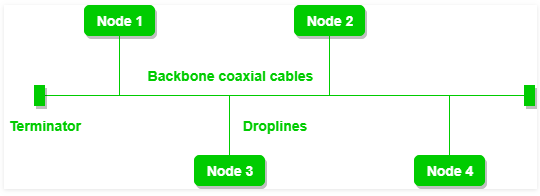 Node 1
Node 2
Backbone coaxial cables
Terminator
Droplines
Node 3
Node 4